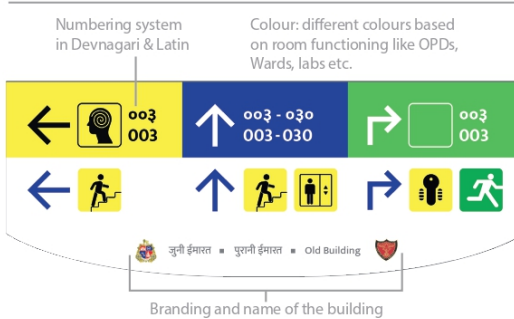 Numbering system
in Devnagari & Latin
Colour: different colours based
on room functioning like OPDs,
Wards, labs etc.
००३
003
००३ - ०३०
003 - 030
००३
003
जुनी ईमारत ▪ पुरानी ईमारत ▪ Old Building
Branding and name of the building